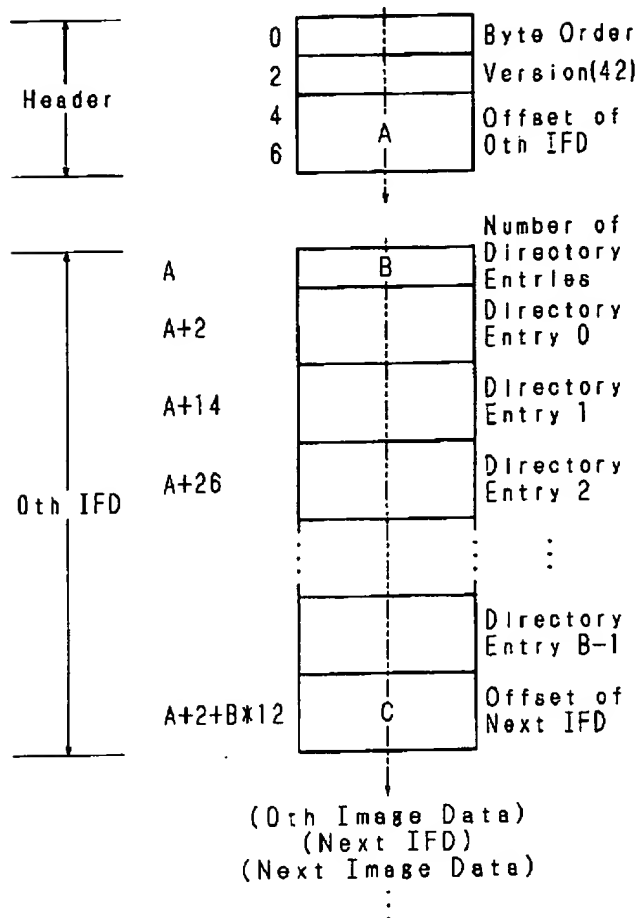 Header
0
2
4
6
A
Byte Order
Version(42)
Offset of
0th IFD
0th IFD
A
A+2
A+14
A+26
A+2+B*12
B
C
Number of
Directory
Entries
Directory
Entry 0
Directory
Entry 1
Directory
Entry 2
Directory
Entry B-1
Offset of
Next IFD
(0th Image Data)
(Next IFD)
(Next Image Data)